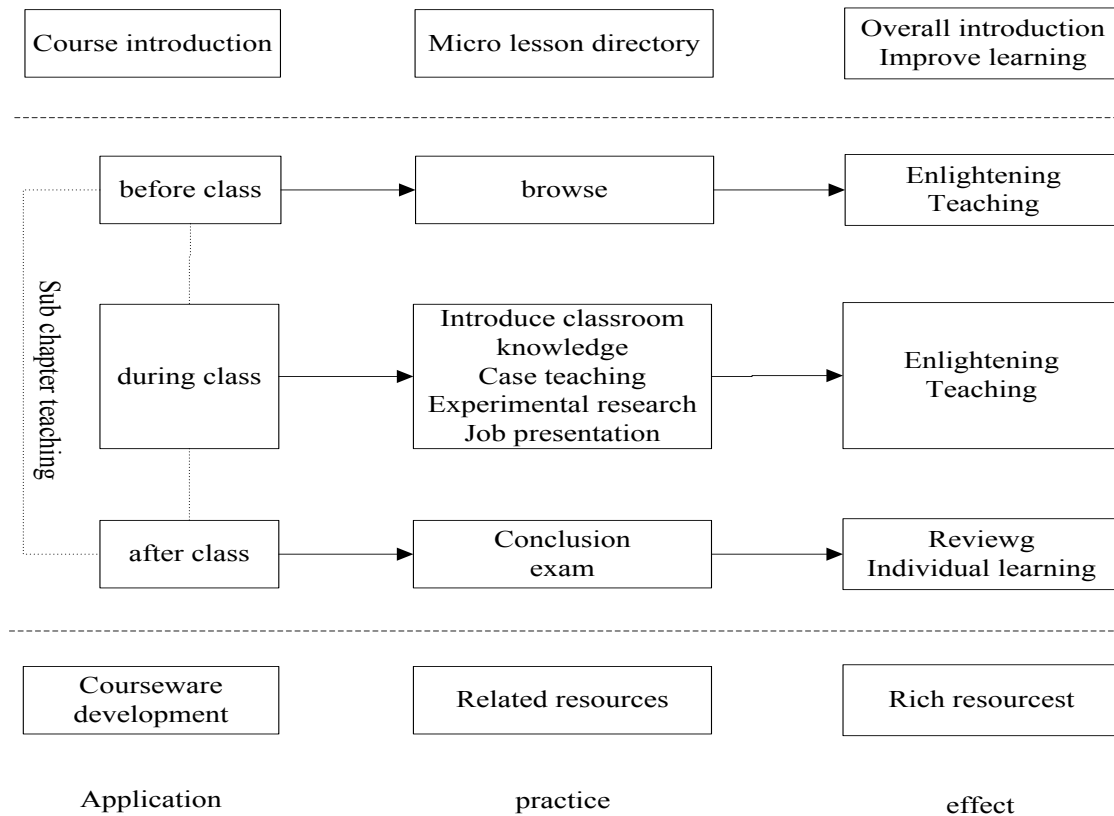 Course introduction
Micro lesson directory
Overall introduction
Improve learning
before class
browse
Enlightening
Teaching
Sub chapter teaching
during class
Introduce classroom
knowledge
Case teaching
Experimental research
Job presentation
Enlightening
Teaching
after class
Conclusion
exam
Reviewg
Individual learning
Courseware
development
Related resources
Rich resourcest
Application
practice
effect